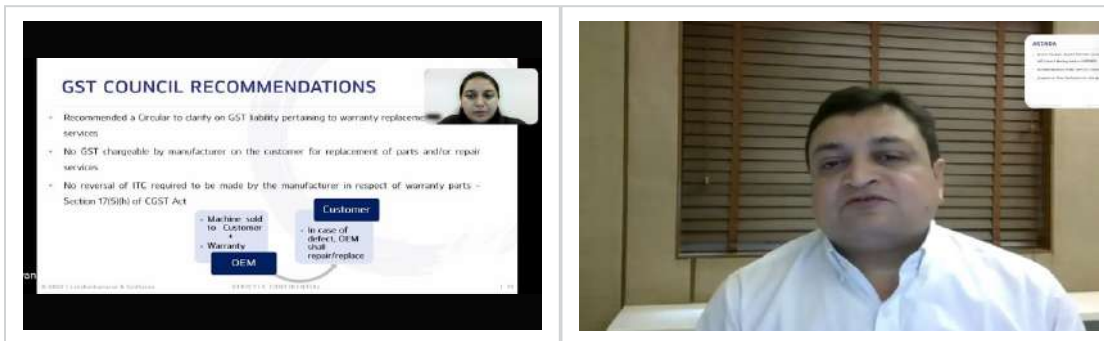 GST COUNCIL RECOMMENDATIONS
- Recommended a Circular to clarify on GST liability pertaining to warranty replaceme
services
- No GST chargeable by manufacturer on the customer for replacement of parts and/or repair
services
- No reversal of ITC required to be made by the manufacturer in respect of warranty parts –
Section 17(5)(h) of CGST Act
- Machine sold
to Customer
+
- Warranty
OEM
Customer
- In case of
defect, OEM
shall
repair/replace
STRICTLY CONFIDENTIAL
AGENDA